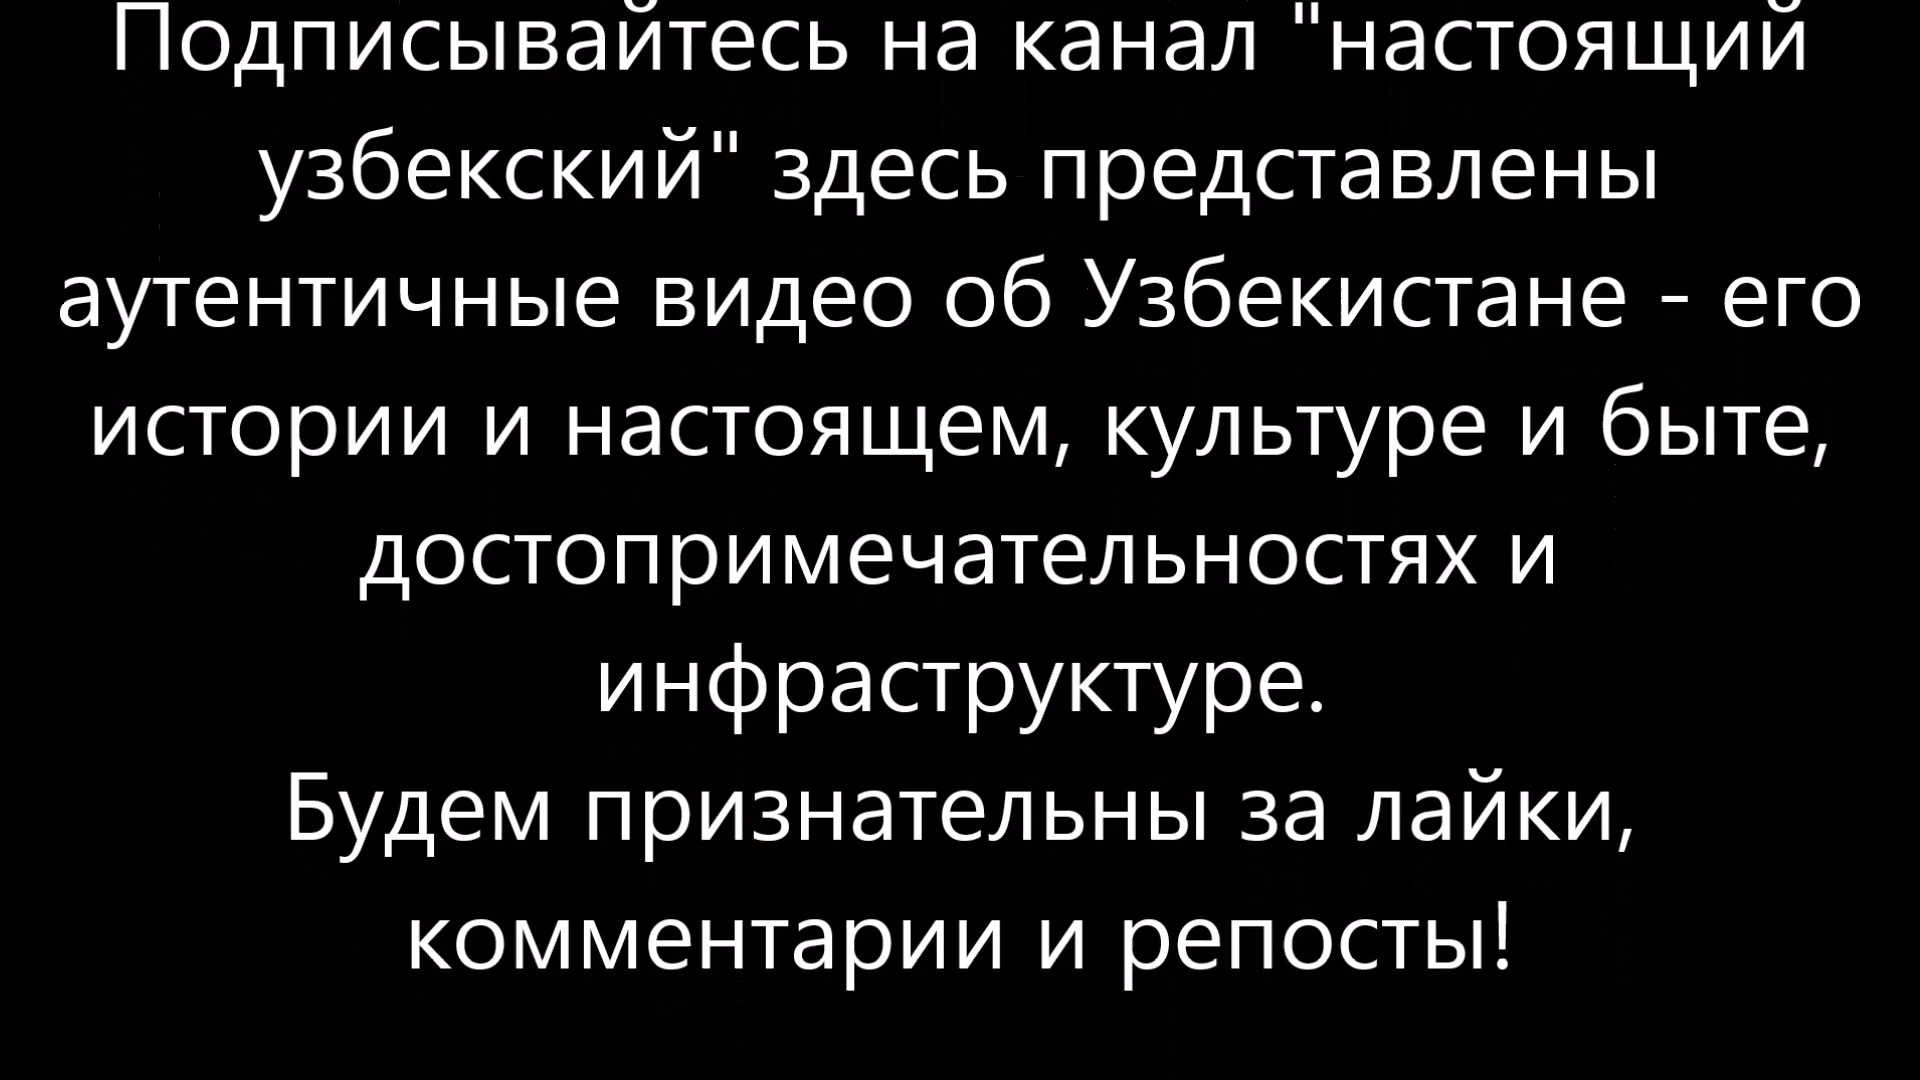 Подписывайтесь на канал "настоящий
узбекский" здесь представлены
аутентичные видео об Узбекистане - его
истории и настоящем, культуре и быте,
достопримечательностях и
инфраструктуре.
Будем признательны за лайки,
комментарии и репосты!